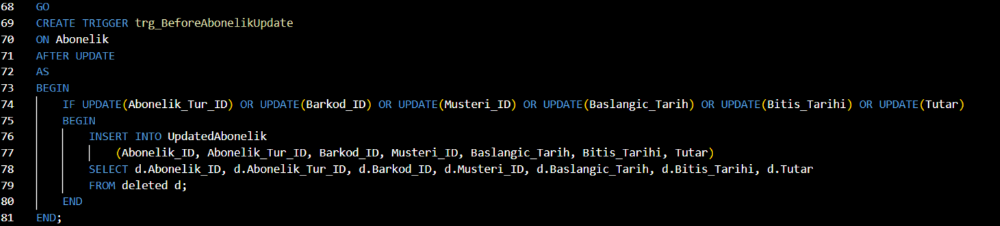 68 GO
69 CREATE TRIGGER trg_BeforeAbonelikUpdate
70 ON Abonelik
71 AFTER UPDATE
72 AS
73 BEGIN
74 IF UPDATE(Abonelik_Tur_ID) OR UPDATE(Barkod_ID) OR UPDATE(Musteri_ID) OR UPDATE(Baslangic_Tarih) OR UPDATE(Bitis_Tarihi) OR UPDATE(Tutar)
75 BEGIN
76 INSERT INTO UpdatedAbonelik
77 (Abonelik_ID, Abonelik_Tur_ID, Barkod_ID, Musteri_ID, Baslangic_Tarih, Bitis_Tarihi, Tutar)
78 SELECT d.Abonelik_ID, d.Abonelik_Tur_ID, d.Barkod_ID, d.Musteri_ID, d.Baslangic_Tarih, d.Bitis_Tarihi, d.Tutar
79 FROM deleted d;
80 END
81 END;